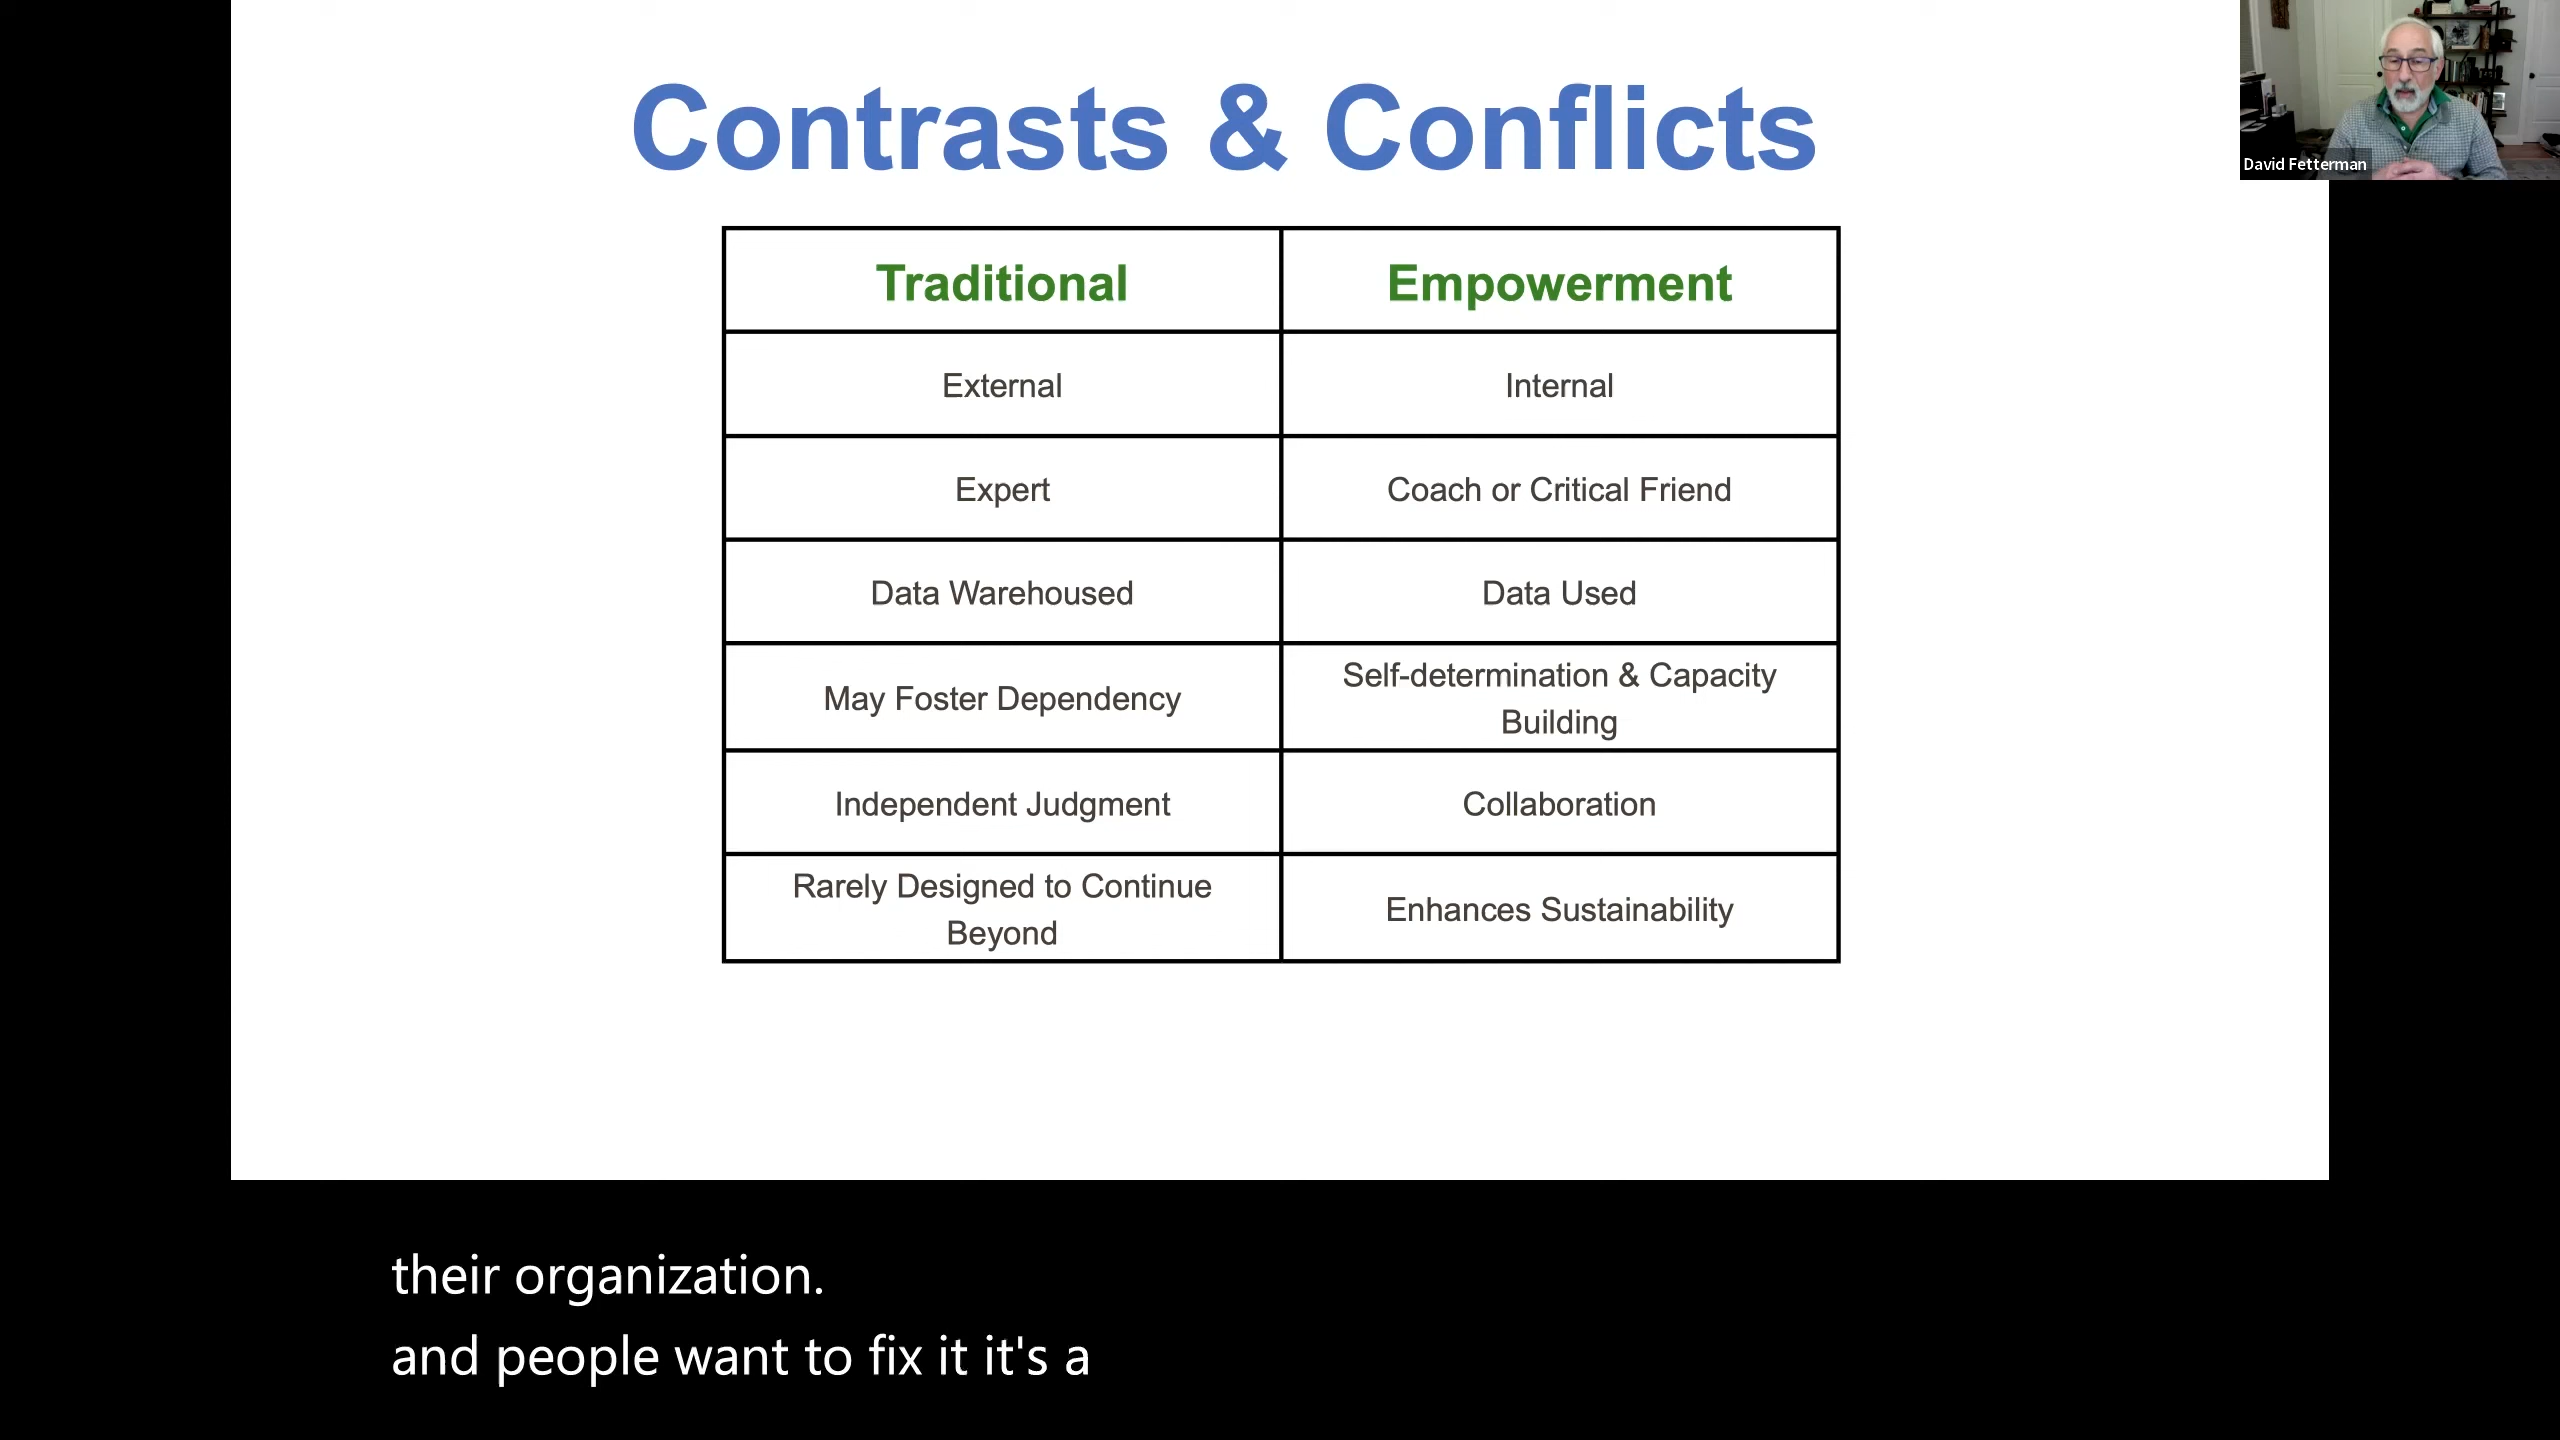 Contrasts & Conflicts
David Fetterman
Traditional
Empowerment
External
Internal
Expert
Coach or Critical Friend
Data Warehoused
Data Used
May Foster Dependency
Self-determination & Capacity
Building
Independent Judgment
Collaboration
Rarely Designed to Continue
Beyond
Enhances Sustainability
their organization.
and people want to fix it it's a